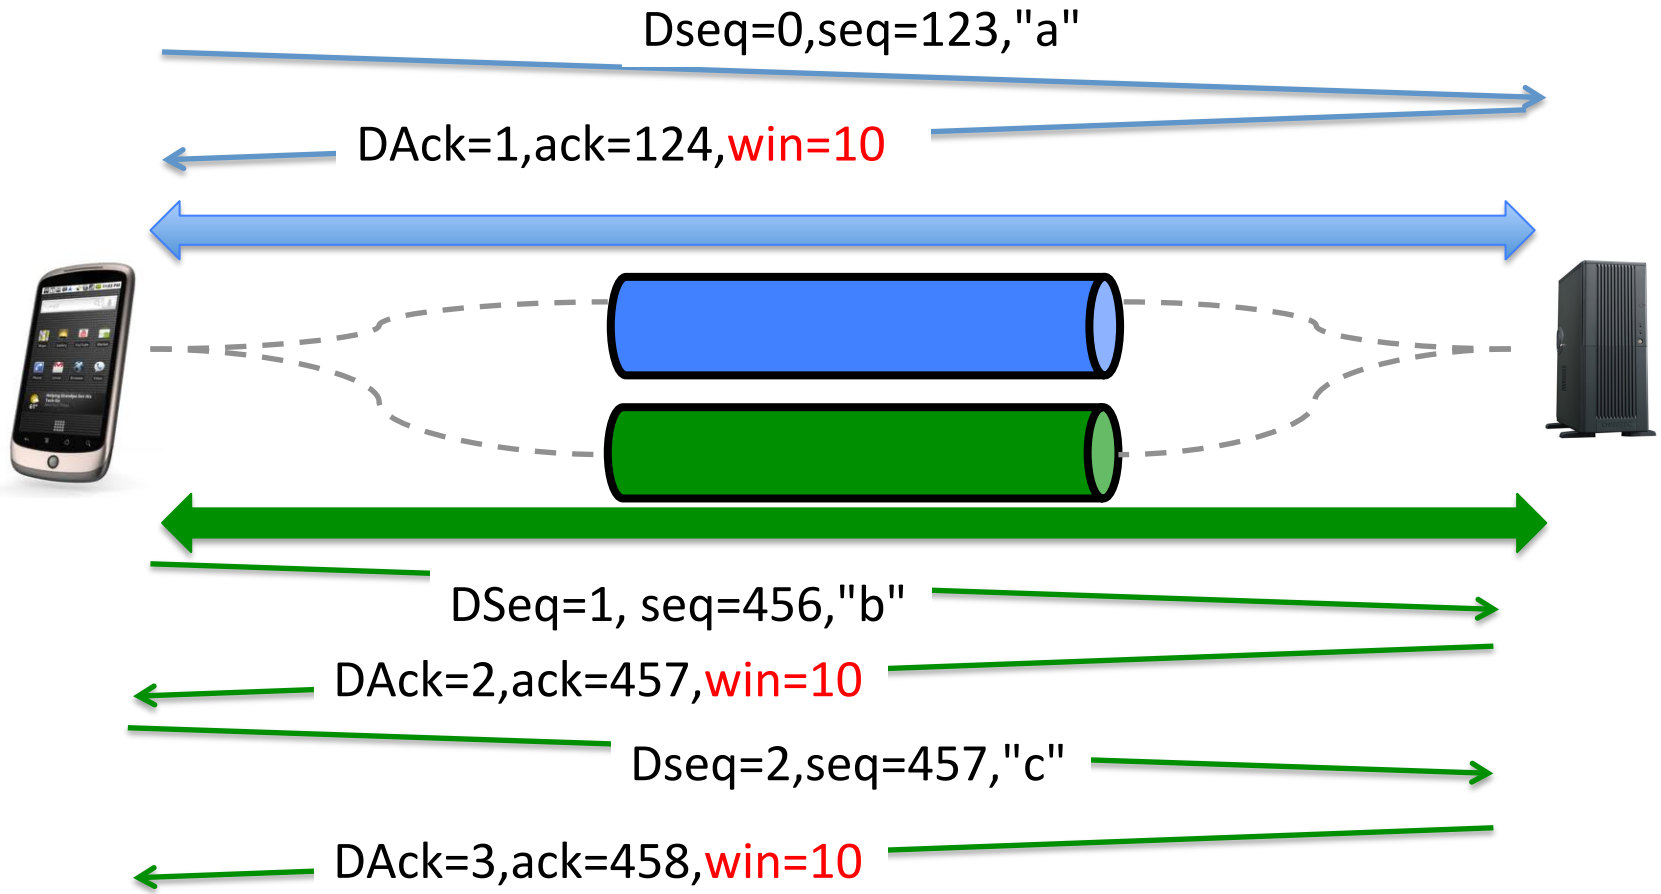 Dseq=0,seq=123,"a"
DAck=1,ack=124,win=10
DSeq=1, seq=456,"b"
DAck=2,ack=457,win=10
Dseq=2,seq=457,"c"
DAck=3,ack=458,win=10